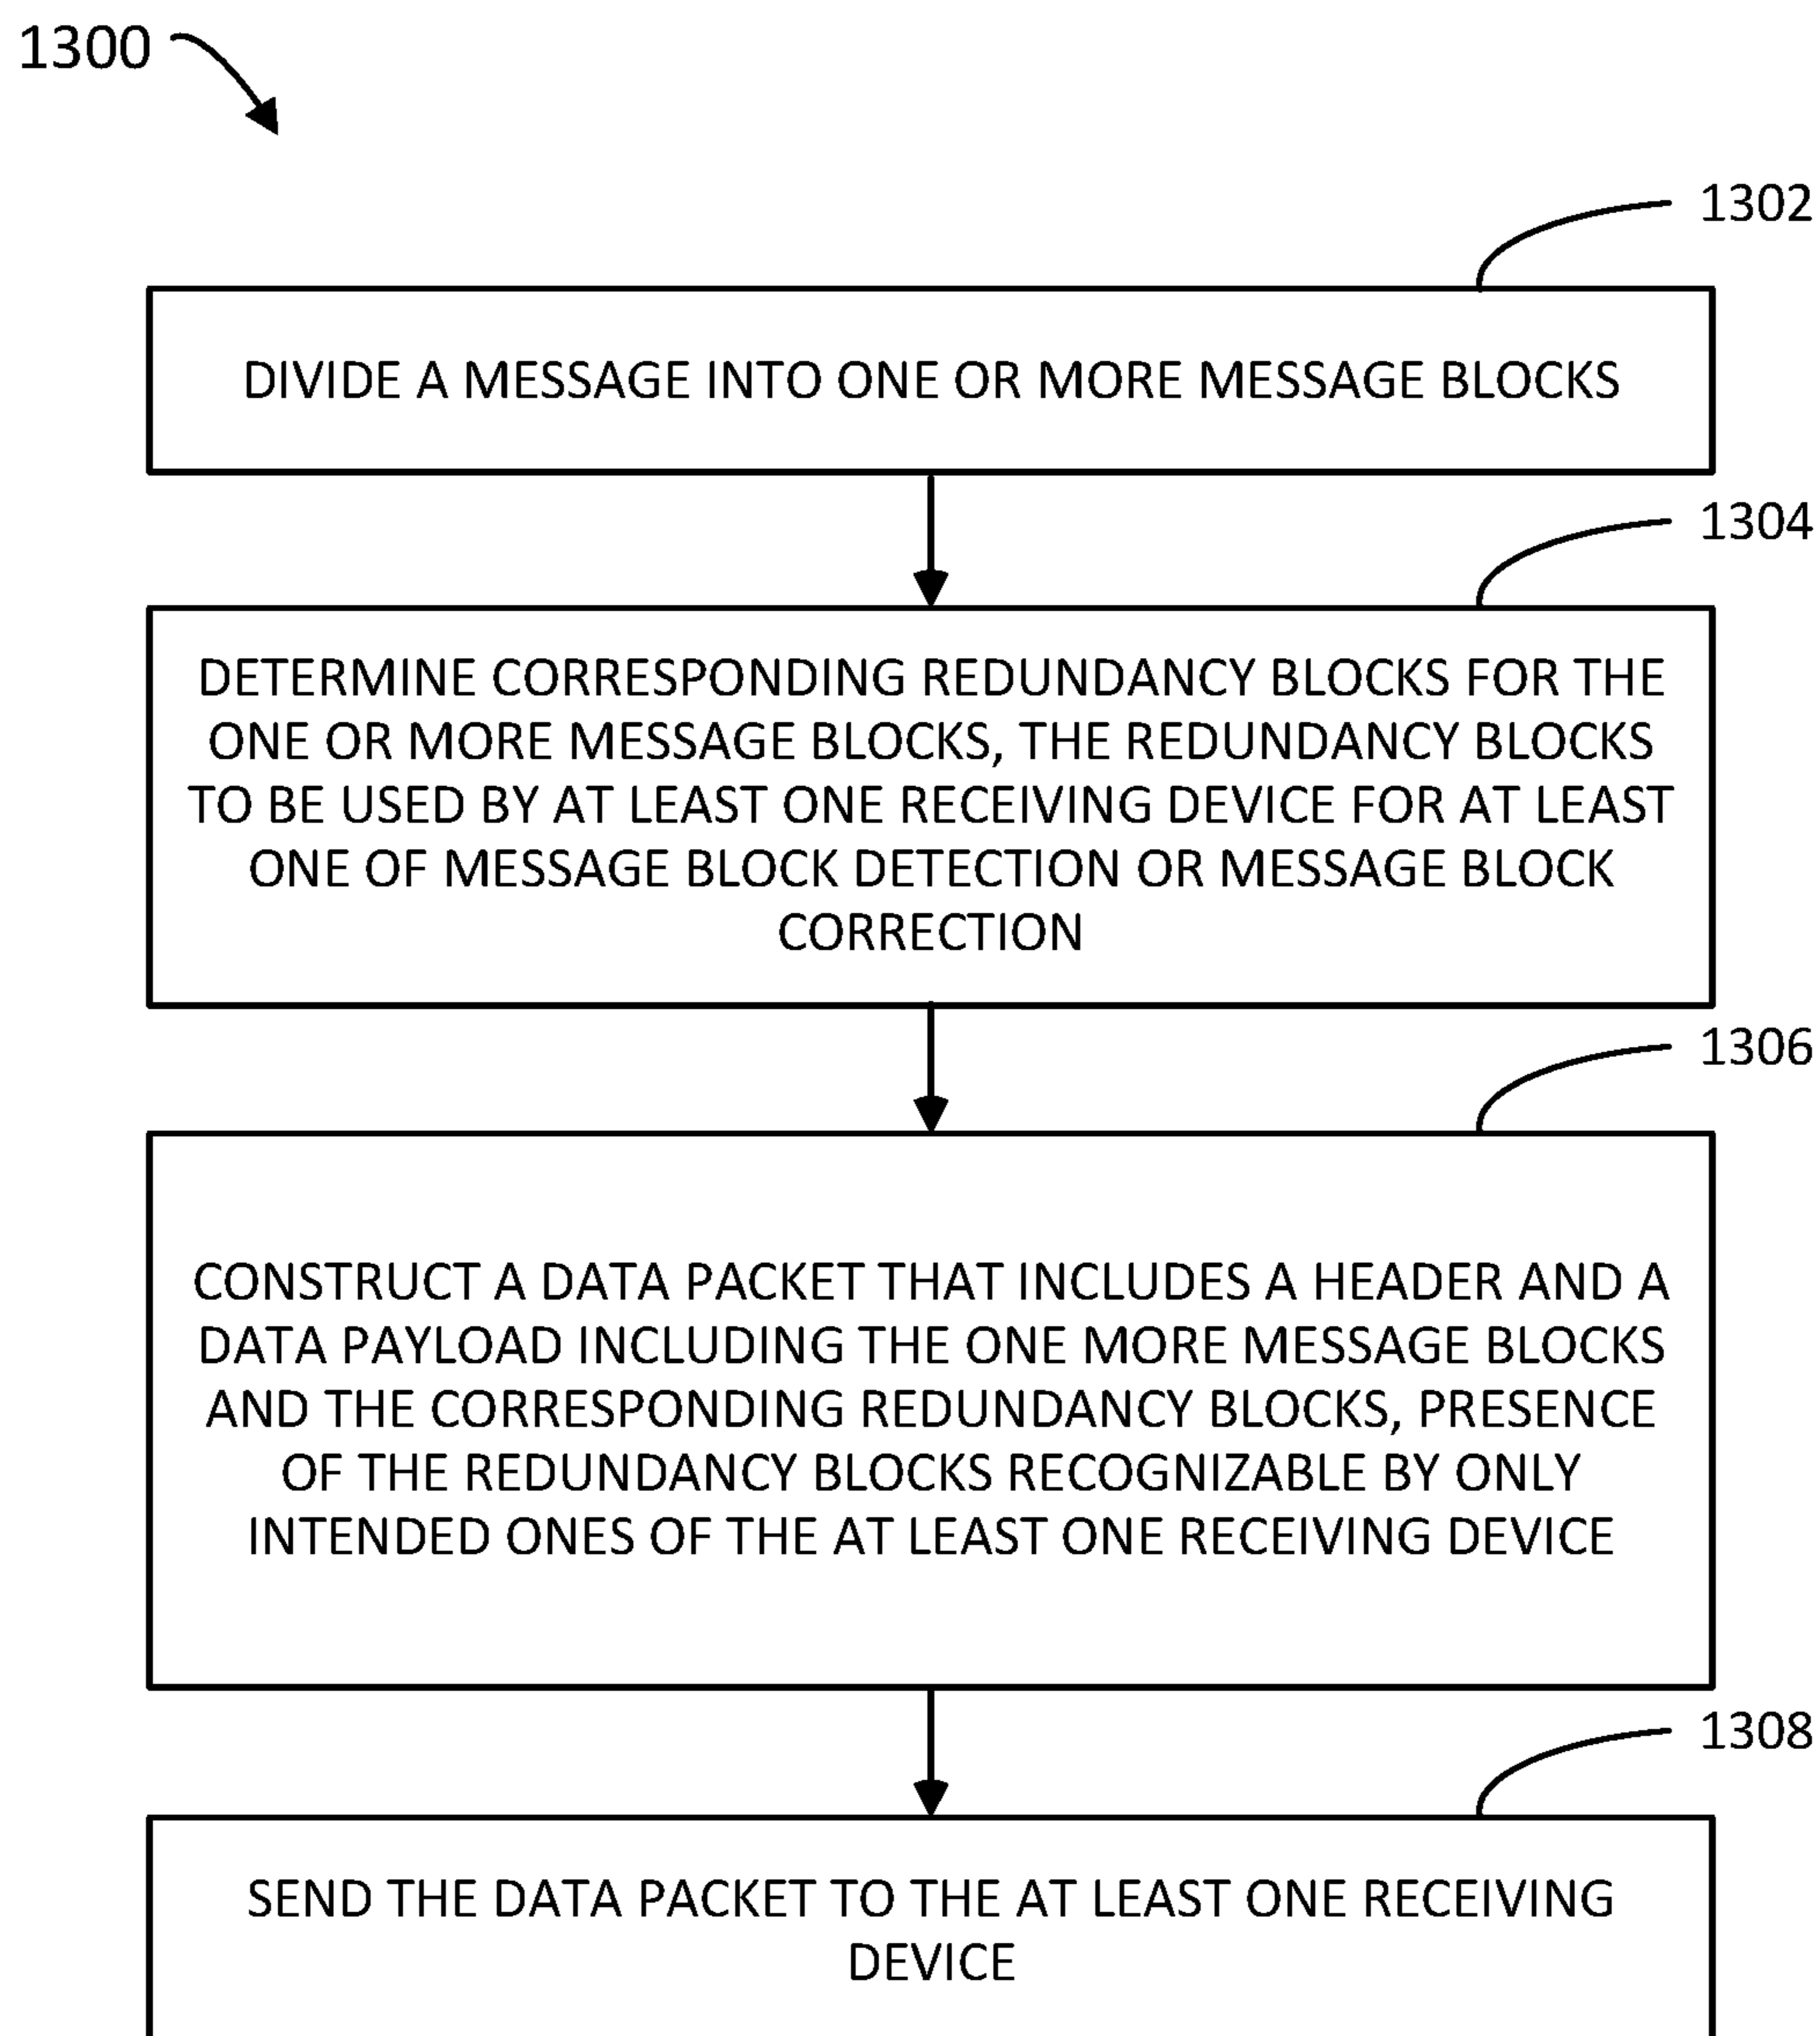 1300
1302
DIVIDE A MESSAGE INTO ONE OR MORE MESSAGE BLOCKS
1304
DETERMINE CORRESPONDING REDUNDANCY BLOCKS FOR THE
ONE OR MORE MESSAGE BLOCKS, THE REDUNDANCY BLOCKS
TO BE USED BY AT LEAST ONE RECEIVING DEVICE FOR AT LEAST
ONE OF MESSAGE BLOCK DETECTION OR MESSAGE BLOCK
CORRECTION
1306
CONSTRUCT A DATA PACKET THAT INCLUDES A HEADER AND A
DATA PAYLOAD INCLUDING THE ONE MORE MESSAGE BLOCKS
AND THE CORRESPONDING REDUNDANCY BLOCKS, PRESENCE
OF THE REDUNDANCY BLOCKS RECOGNIZABLE BY ONLY
INTENDED ONES OF THE AT LEAST ONE RECEIVING DEVICE
1308
SEND THE DATA PACKET TO THE AT LEAST ONE RECEIVING
DEVICE